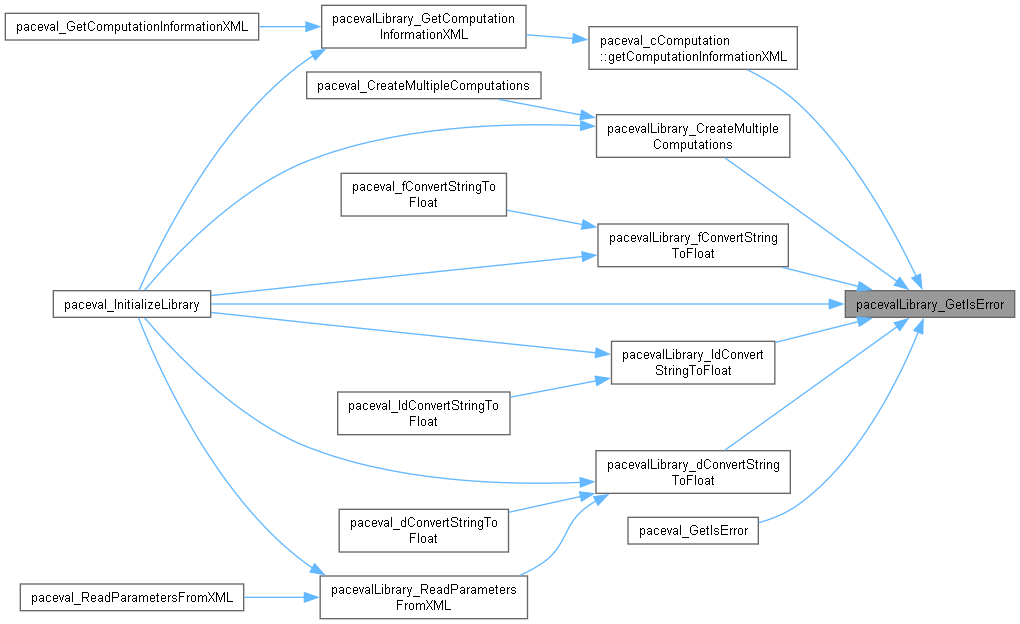 paceval_GetComputationInformationXML
pacevalLibrary_GetComputation
InformationXML
paceval_cComputation
::getComputationInformationXML
paceval_CreateMultipleComputations
pacevalLibrary_CreateMultiple
Computations
paceval_fConvertStringTo
Float
pacevalLibrary_fConvertString
ToFloat
paceval_InitializeLibrary
pacevalLibrary_GetIsError
pacevalLibrary_ldConvert
StringToFloat
paceval_ldConvertStringTo
Float
pacevalLibrary_dConvertString
ToFloat
paceval_dConvertStringTo
Float
paceval_GetIsError
paceval_ReadParametersFromXML
pacevalLibrary_ReadParameters
FromXML